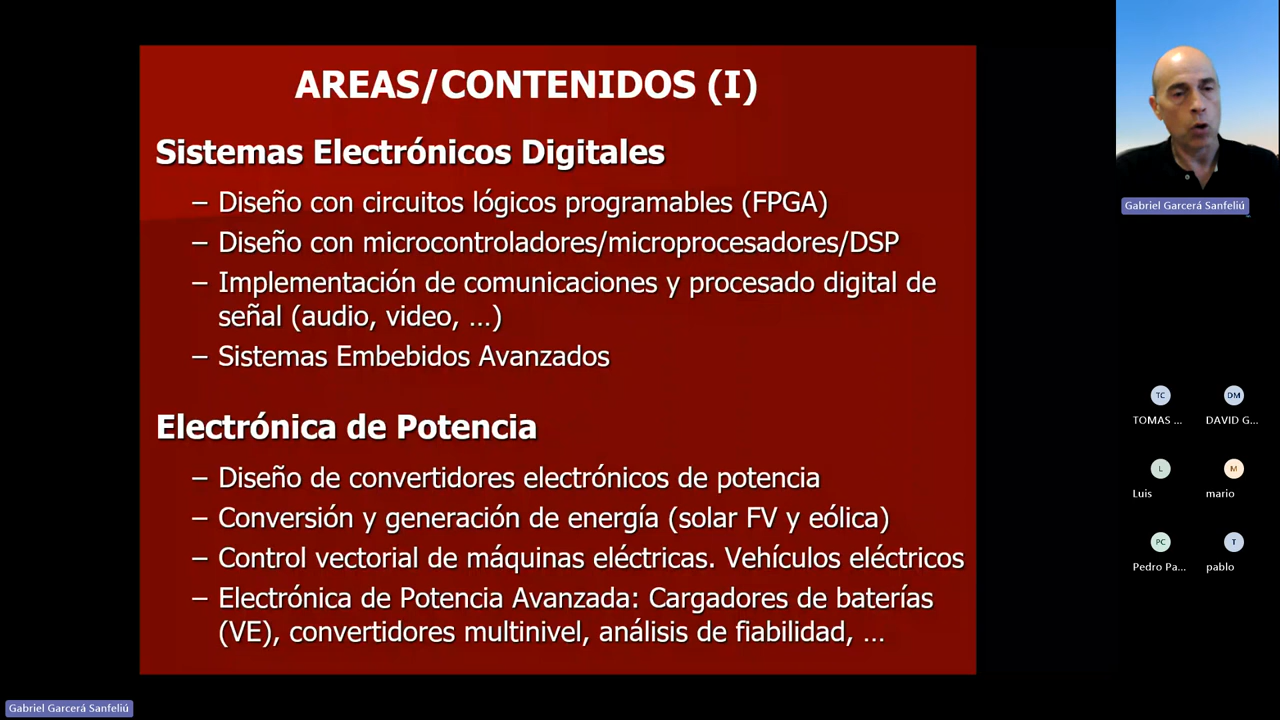 AREAS/CONTENIDOS (I)
Sistemas Electrónicos Digitales
– Diseño con circuitos lógicos programables (FPGA)
– Diseño con microcontroladores/microprocesadores/DSP
– Implementación de comunicaciones y procesado digital de
señal (audio, video, ...)
– Sistemas Embebidos Avanzados
Electrónica de Potencia
– Diseño de convertidores electrónicos de potencia
– Conversión y generación de energía (solar FV y eólica)
– Control vectorial de máquinas eléctricas. Vehículos eléctricos
– Electrónica de Potencia Avanzada: Cargadores de baterías
(VE), convertidores multinivel, análisis de fiabilidad, ...
Gabriel Garcerá Sanfeliú
TC DM
TOMAS ... DAVID G...
L M
Luis mario
PC T
Pedro Pa... pablo
Gabriel Garcerá Sanfeliú